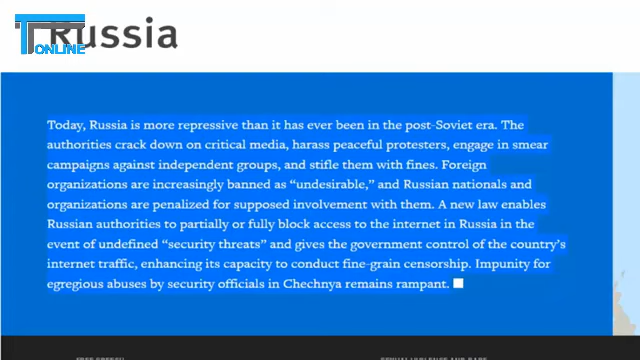 Russia
T ONLINE
Today, Russia is more repressive than it has ever been in the post-Soviet era. The
authorities crack down on critical media, harass peaceful protesters, engage in smear
campaigns against independent groups, and stifle them with fines. Foreign
organizations are increasingly banned as “undesirable,” and Russian nationals and
organizations are penalized for supposed involvement with them. A new law enables
Russian authorities to partially or fully block access to the internet in Russia in the
event of undefined “security threats” and gives the government control of the country’s
internet traffic, enhancing its capacity to conduct fine-grain censorship. Impunity for
egregious abuses by security officials in Chechnya remains rampant.